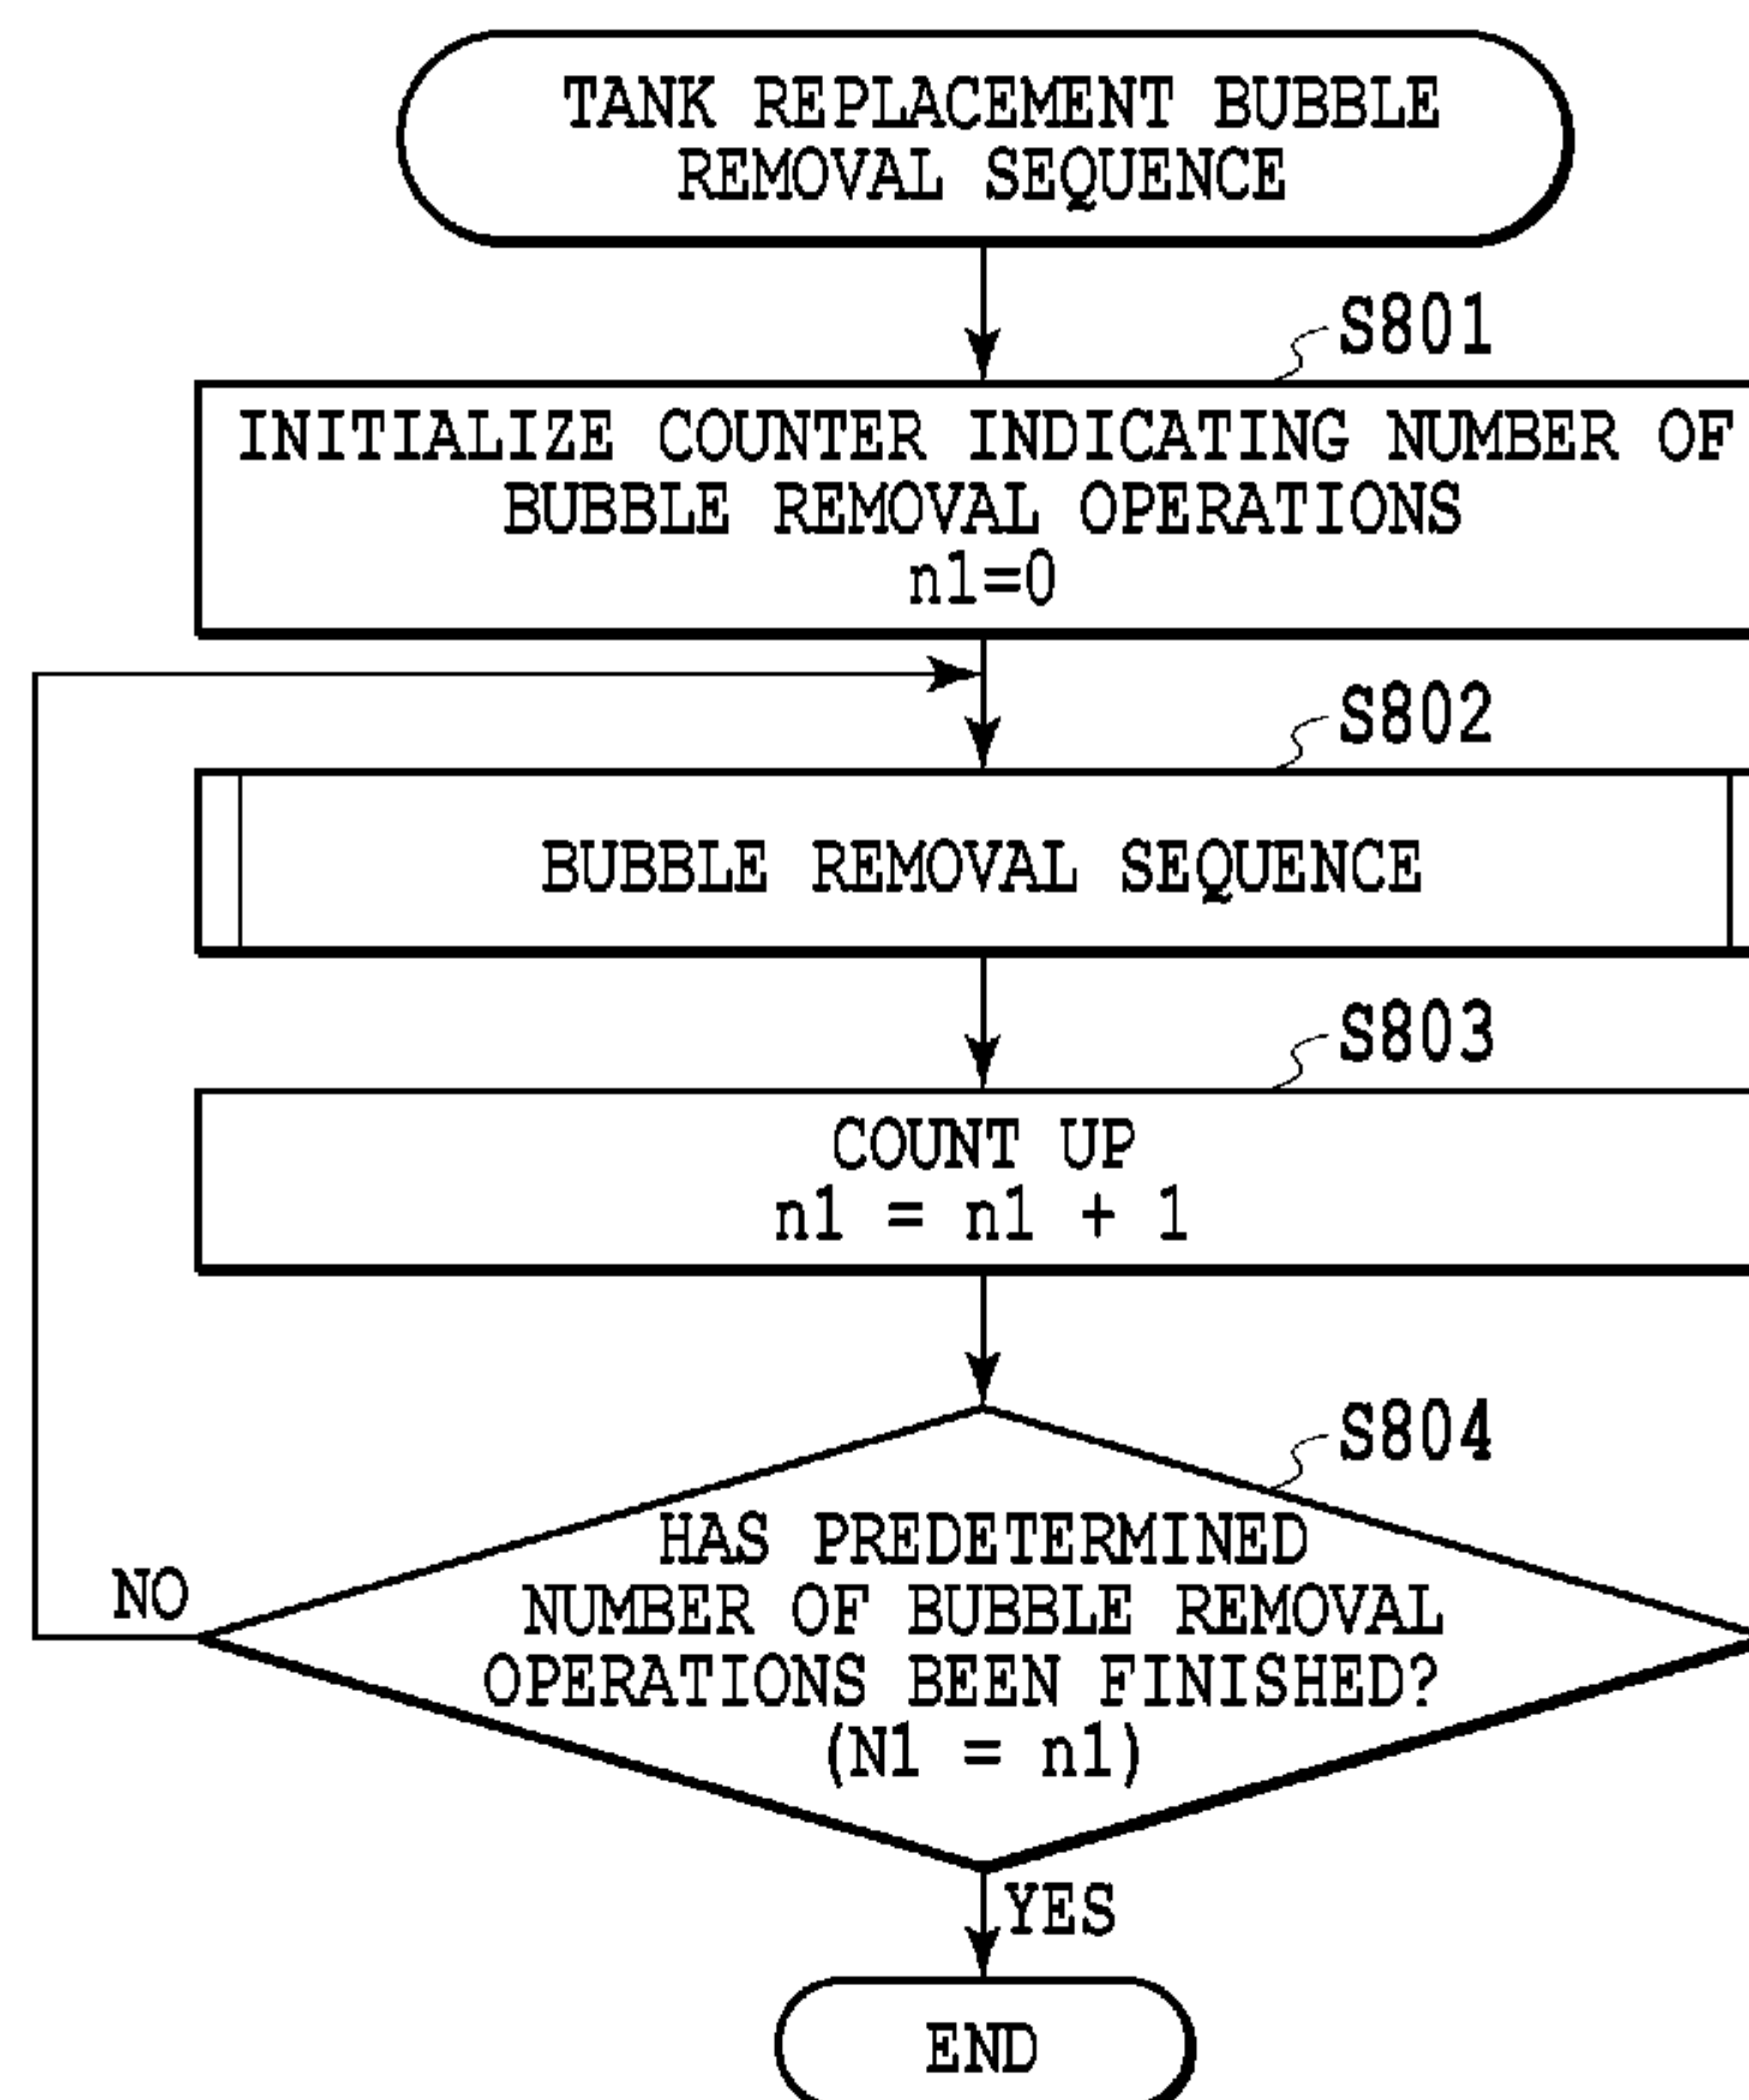 TANK REPLACEMENT BUBBLE
REMOVAL SEQUENCE
S801
INITIALIZE COUNTER INDICATING NUMBER OF
BUBBLE REMOVAL OPERATIONS
n1=0
S802
BUBBLE REMOVAL SEQUENCE
S803
COUNT UP
n1 = n1 + 1
S804
HAS PREDETERMINED
NUMBER OF BUBBLE REMOVAL
OPERATIONS BEEN FINISHED?
(N1 = n1)
NO
YES
END